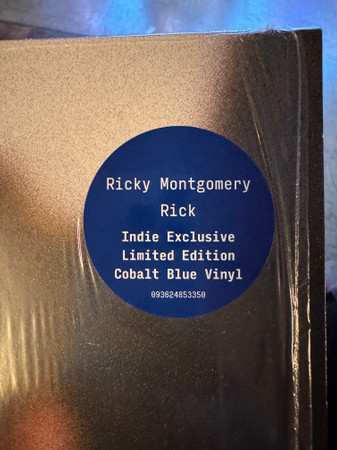 Ricky Montgomery
Rick
Indie Exclusive
Limited Edition
Cobalt Blue Vinyl
093624853350